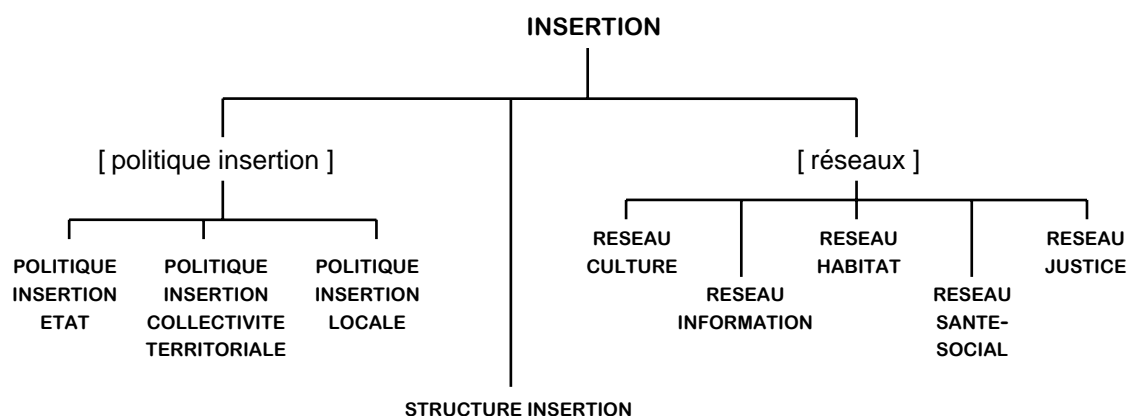 INSERTION
[ politique insertion ]
[ réseaux ]
POLITIQUE
INSERTION
ETAT
POLITIQUE
INSERTION
COLLECTIVITE
TERRITORIALE
POLITIQUE
INSERTION
LOCALE
STRUCTURE INSERTION
RESEAU
CULTURE
RESEAU
INFORMATION
RESEAU
HABITAT
RESEAU
SANTE-
SOCIAL
RESEAU
JUSTICE